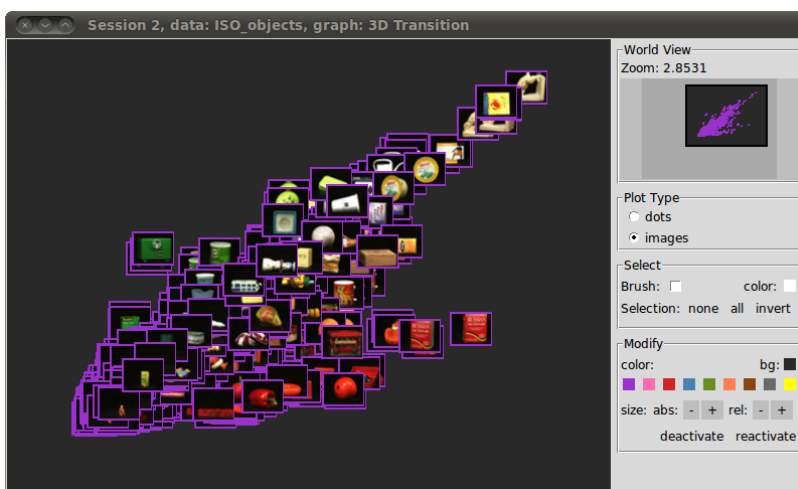 Session 2, data: ISO_objects, graph: 3D Transition
World View
Zoom: 2.8531
Plot Type
dots
images
Select
Brush: color:
Selection: none all invert
Modify
color: bg:
size: abs: - + rel: - +
deactivate reactivate